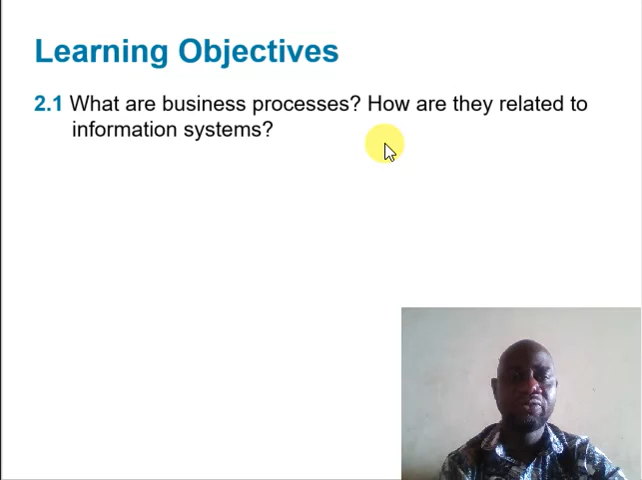 Learning Objectives
2.1 What are business processes? How are they related to
information systems?